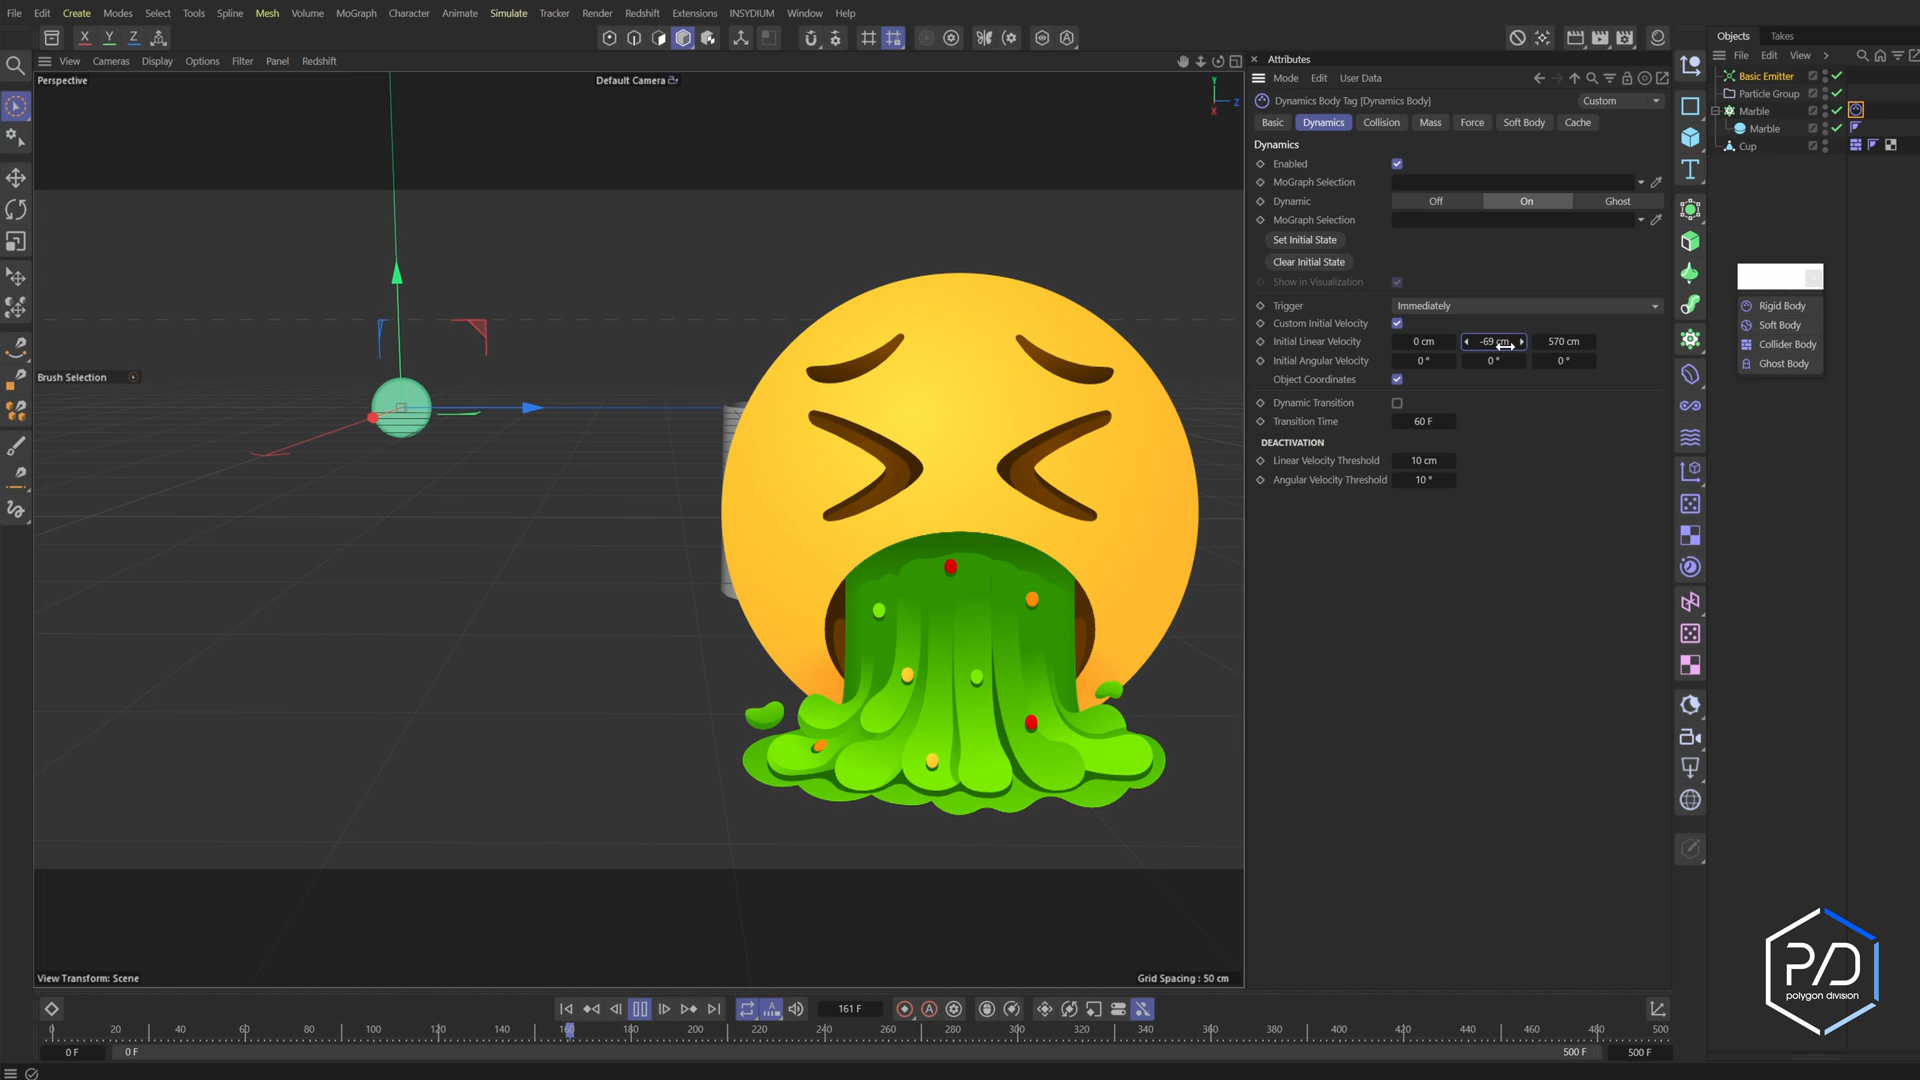 File Edit Create Modes Select Tools Spline Mesh Volume MoGraph Character Animate Simulate Tracker Render Redshift Extensions INSYDIUM Window Help
X Y Z
View Cameras Display Options Filter Panel Redshift
Perspective
Default Camera
Y
Z
X
Brush Selection
View Transform: Scene
Grid Spacing : 50 cm
Attributes
Mode Edit User Data
Dynamics Body Tag [Dynamics Body]
Custom
Basic Dynamics Collision Mass Force Soft Body Cache
Dynamics
Enabled
MoGraph Selection
Dynamic Off On Ghost
MoGraph Selection
Set Initial State
Clear Initial State
Show in Visualization
Trigger Immediately
Custom Initial Velocity
Initial Linear Velocity 0 cm -69 cm 570 cm
Initial Angular Velocity 0 ° 0 ° 0 °
Object Coordinates
Dynamic Transition
Transition Time 60 F
DEACTIVATION
Linear Velocity Threshold 10 cm
Angular Velocity Threshold 10 °
Objects Takes
File Edit View
Basic Emitter
Particle Group
Marble
Marble
Cup
Rigid Body
Soft Body
Collider Body
Ghost Body
P/D
polygon division
161 F
0 20 40 60 80 100 120 140 160 180 200 220 240 260 280 300 320 340 360 380 400 420 440 460 480 500
0 F 0 F 500 F 500 F